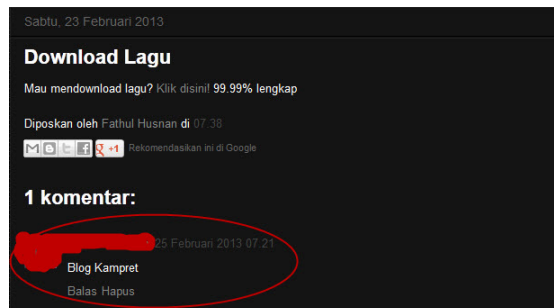 Sabtu, 23 Februari 2013
Download Lagu
Mau mendownload lagu? Klik disini! 99.99% lengkap
Diposkan oleh Fathul Husnan di 07.38
+1 Rekomendasikan ini di Google
1 komentar:
25 Februari 2013 07.21
Blog Kampret
Balas Hapus